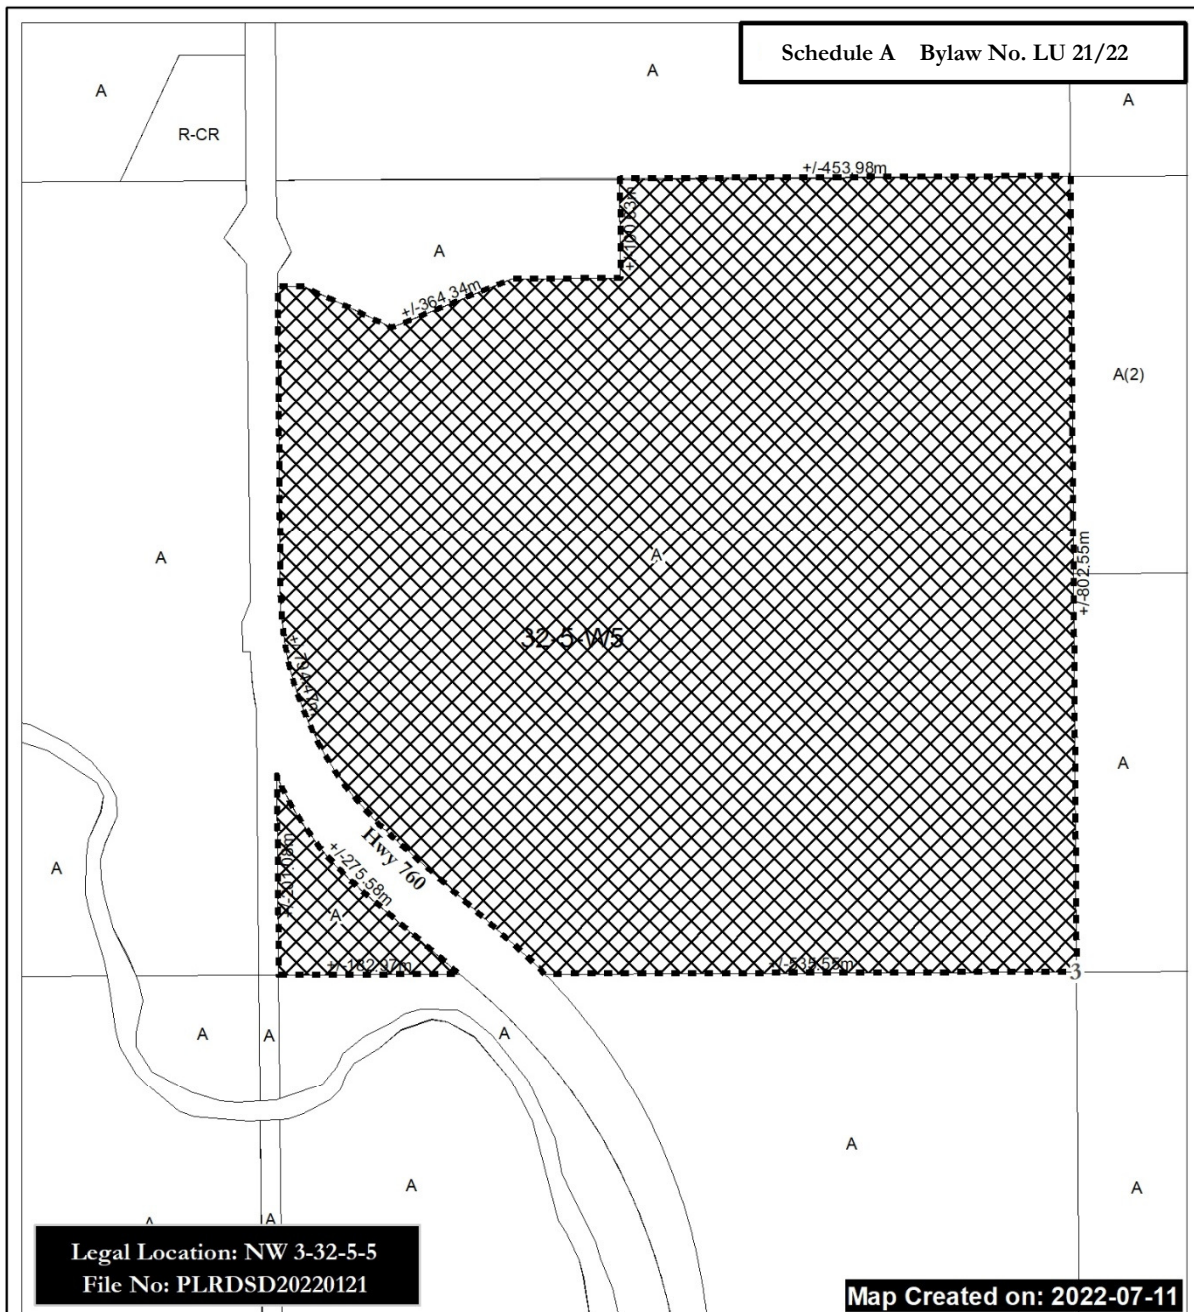 Schedule A Bylaw No. LU 21/22
A
A
A
R-CR
+/-453.98m
A
+/-364.34m
A(2)
A
A
+/-802.55m
32-5-W5
A
+/-275.58m
Hwy 760
A
A
+/-182.97m
+/-535.55m
3
A
A
A
A
A
A
A
A
Legal Location: NW 3-32-5-5
File No: PLRDSD20220121
Map Created on: 2022-07-11